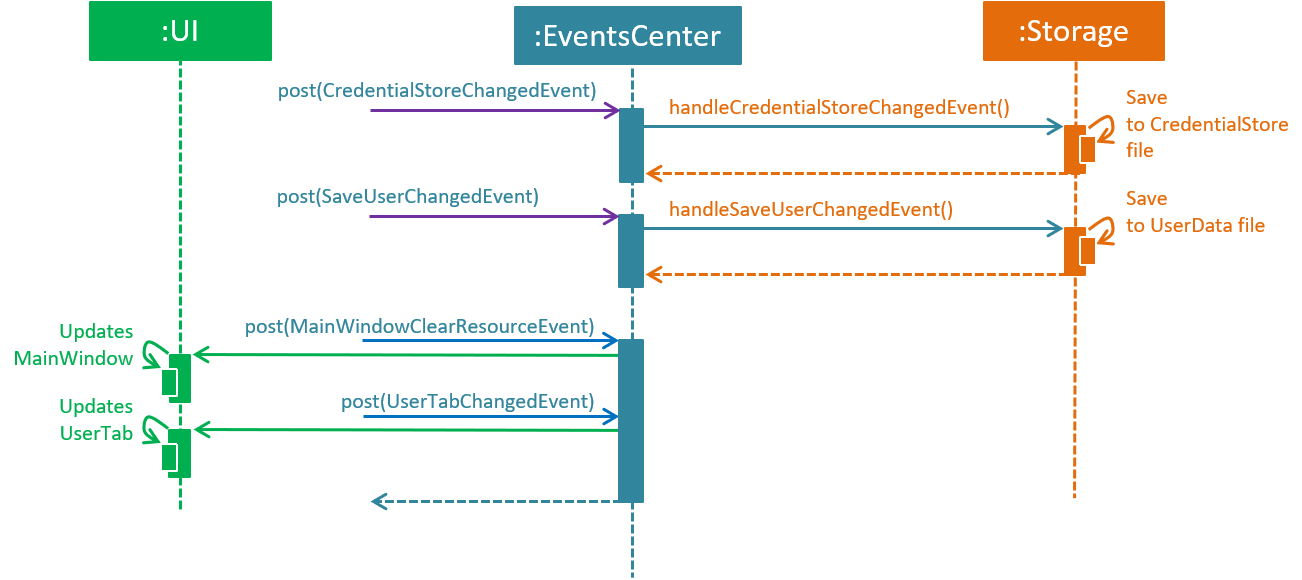 :UI
:EventsCenter
:Storage
post(CredentialStoreChangedEvent)
handleCredentialStoreChangedEvent()
Save
to CredentialStore
file
post(SaveUserChangedEvent)
handleSaveUserChangedEvent()
Save
to UserData file
Updates
MainWindow
post(MainWindowClearResourceEvent)
Updates
UserTab
post(UserTabChangedEvent)